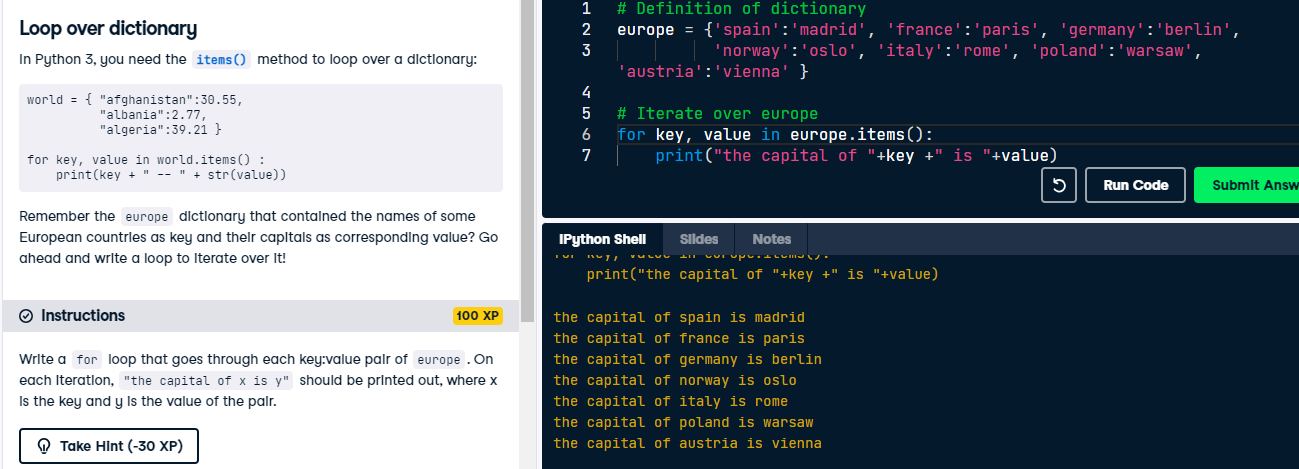 Loop over dictionary
In Python 3, you need the items() method to loop over a dictionary:
world = { "afghanistan":30.55,
"albania":2.77,
"algeria":39.21 }
for key, value in world.items() :
print(key + " -- " + str(value))
Remember the europe dictionary that contained the names of some
European countries as key and their capitals as corresponding value? Go
ahead and write a loop to iterate over it!
Instructions
100 XP
Write a for loop that goes through each key:value pair of europe. On
each iteration, "the capital of x is y" should be printed out, where x
is the key and y is the value of the pair.
Take Hint (-30 XP)
1 # Definition of dictionary
2 europe = {'spain':'madrid', 'france':'paris', 'germany':'berlin',
3 'norway':'oslo', 'italy':'rome', 'poland':'warsaw',
'austria':'vienna' }
4
5 # Iterate over europe
6 for key, value in europe.items():
7 print("the capital of "+key +" is "+value)
Run Code
Submit Answ
IPython Shell
Slides
Notes
for key, value in europe.items():
print("the capital of "+key +" is "+value)
the capital of spain is madrid
the capital of france is paris
the capital of germany is berlin
the capital of norway is oslo
the capital of italy is rome
the capital of poland is warsaw
the capital of austria is vienna